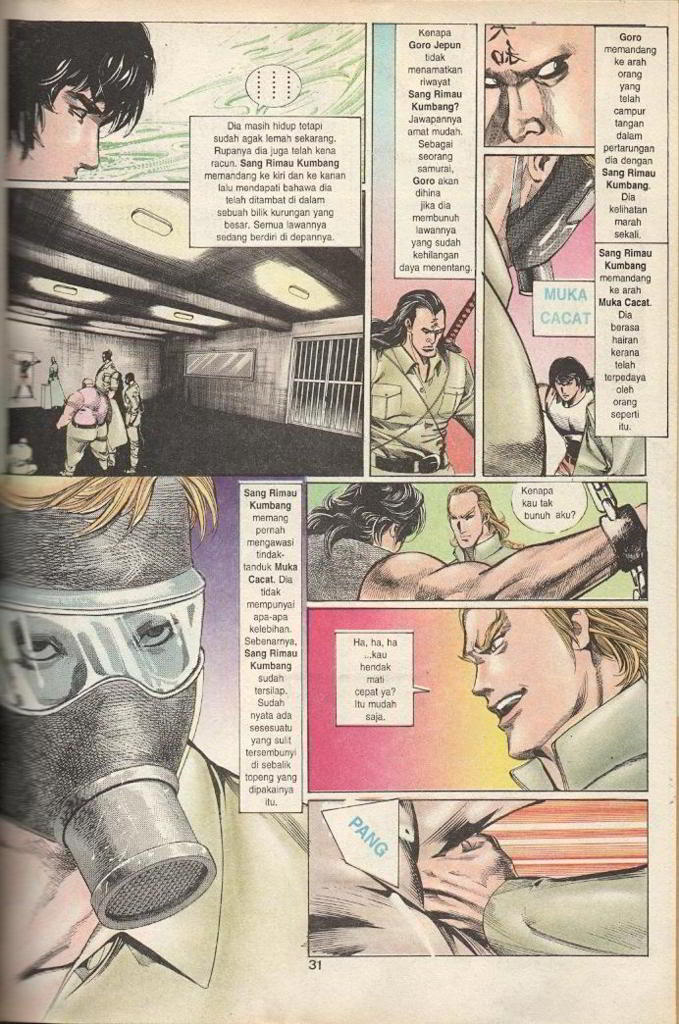 Dia masih hidup tetapi
sudah agak lemah sekarang.
Rupanya dia juga telah kena
racun. Sang Rimau Kumbang
memandang ke kiri dan ke kanan
lalu mendapati bahawa dia
telah ditambat di dalam
sebuah bilik kurungan yang
besar. Semua lawannya
sedang berdiri di depannya.
Kenapa
Goro Jepun
tidak
menamatkan
riwayat
Sang Rimau
Kumbang?
Jawapannya
amat mudah.
Sebagai
seorang
samurai,
Goro akan
dihina
jika dia
membunuh
lawannya
yang sudah
kehilangan
daya menentang.
Goro
memandang
ke arah
orang
yang
telah
campur
tangan
dalam
pertarungan
dia dengan
Sang Rimau
Kumbang.
Dia
kelihatan
marah
sekali.
Sang Rimau
Kumbang
memandang
ke arah
Muka Cacat.
Dia
berasa
hairan
kerana
telah
terpedaya
oleh
orang
seperti
itu.
MUKA
CACAT
Sang Rimau
Kumbang
memang
pernah
mengawasi
tindak-
tanduk Muka
Cacat. Dia
tidak
mempunyai
apa-apa
kelebihan.
Sebenarnya,
Sang Rimau
Kumbang
sudah
tersilap.
Sudah
nyata ada
sesesuatu
yang sulit
tersembunyi
di sebalik
topeng yang
dipakainya
itu.
Kenapa
kau tak
bunuh aku?
Ha, ha, ha
...kau
hendak
mati
cepat ya?
Itu mudah
saja.
PANG
31